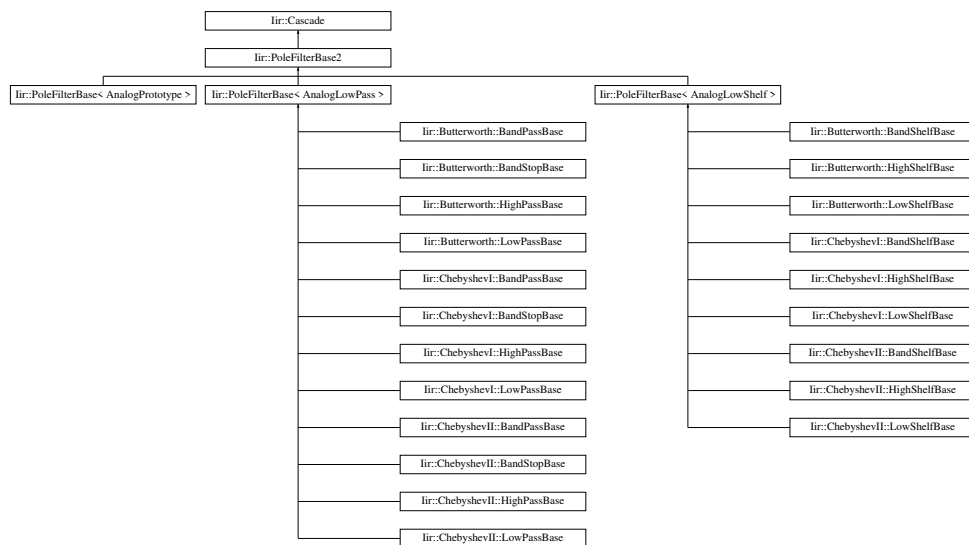 Iir::Cascade
Iir::PoleFilterBase2
Iir::PoleFilterBase< AnalogPrototype >
Iir::PoleFilterBase< AnalogLowPass >
Iir::PoleFilterBase< AnalogLowShelf >
Iir::Butterworth::BandPassBase
Iir::Butterworth::BandStopBase
Iir::Butterworth::HighPassBase
Iir::Butterworth::LowPassBase
Iir::ChebyshevI::BandPassBase
Iir::ChebyshevI::BandStopBase
Iir::ChebyshevI::HighPassBase
Iir::ChebyshevI::LowPassBase
Iir::ChebyshevII::BandPassBase
Iir::ChebyshevII::BandStopBase
Iir::ChebyshevII::HighPassBase
Iir::ChebyshevII::LowPassBase
Iir::Butterworth::BandShelfBase
Iir::Butterworth::HighShelfBase
Iir::Butterworth::LowShelfBase
Iir::ChebyshevI::BandShelfBase
Iir::ChebyshevI::HighShelfBase
Iir::ChebyshevI::LowShelfBase
Iir::ChebyshevII::BandShelfBase
Iir::ChebyshevII::HighShelfBase
Iir::ChebyshevII::LowShelfBase